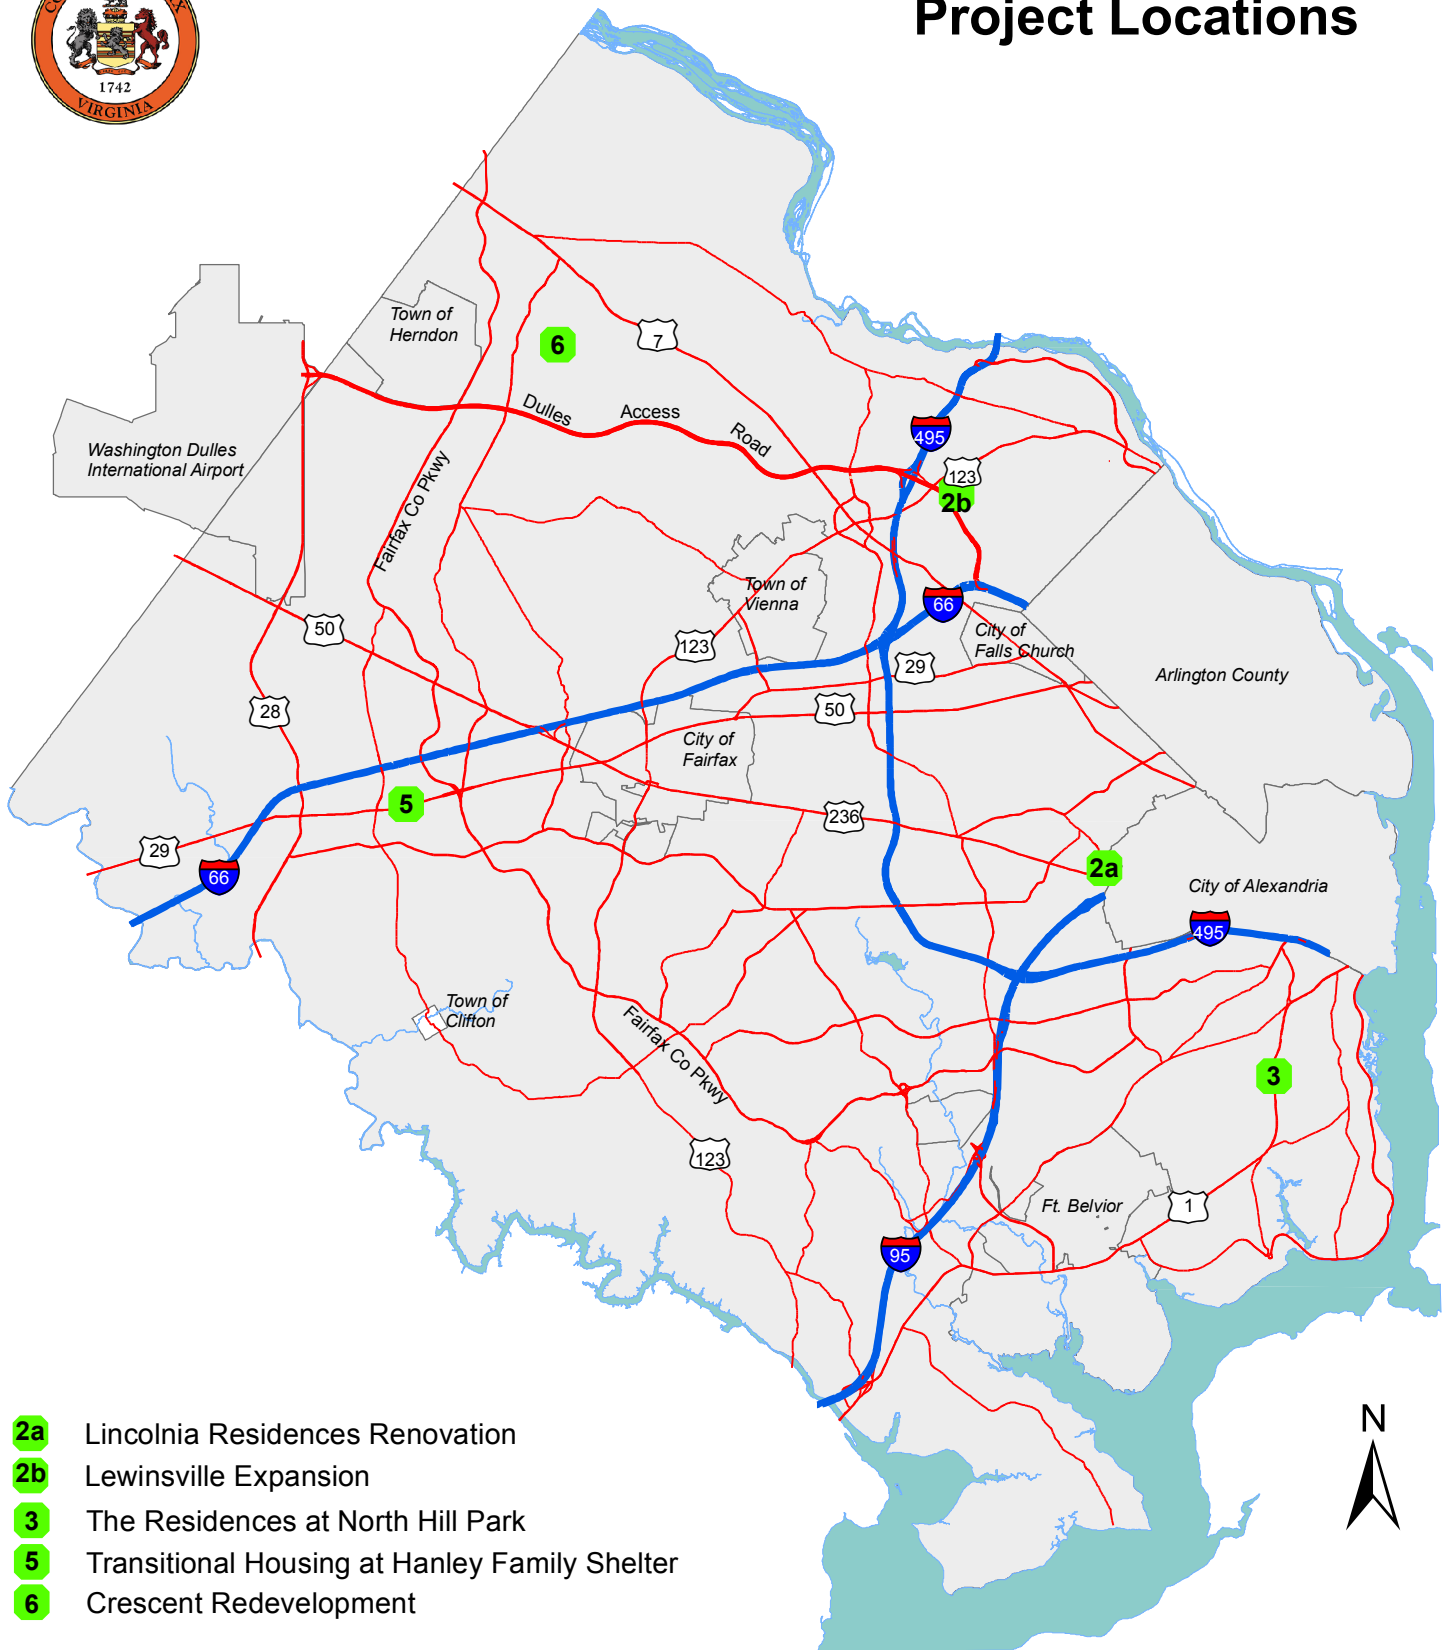 Project Locations
1742
VIRGINIA
Town of
Herndon
7
6
Dulles
Access
Road
495
123
2b
Washington Dulles
International Airport
Fairfax Co Pkwy
Town of
Vienna
66
50
123
City of
Falls Church
29
Arlington County
28
50
City of
Fairfax
5
236
29
66
2a
City of Alexandria
495
Town of
Clifton
Fairfax Co Pkwy
3
123
Ft. Belvior
1
95
N
2a Lincolnia Residences Renovation
2b Lewinsville Expansion
3 The Residences at North Hill Park
5 Transitional Housing at Hanley Family Shelter
6 Crescent Redevelopment